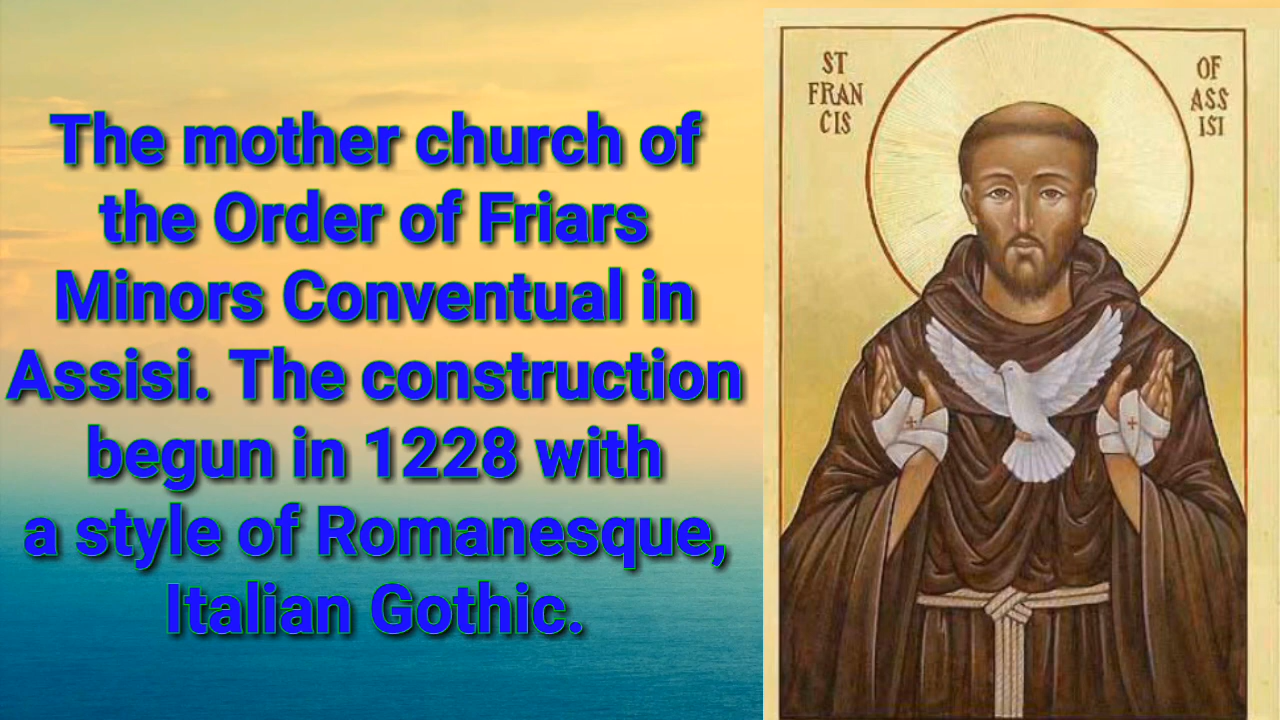 The mother church of
the Order of Friars
Minors Conventual in
Assisi. The construction
begun in 1228 with
a style of Romanesque,
Italian Gothic.
ST
FRAN
CIS
OF
ASS
ISI